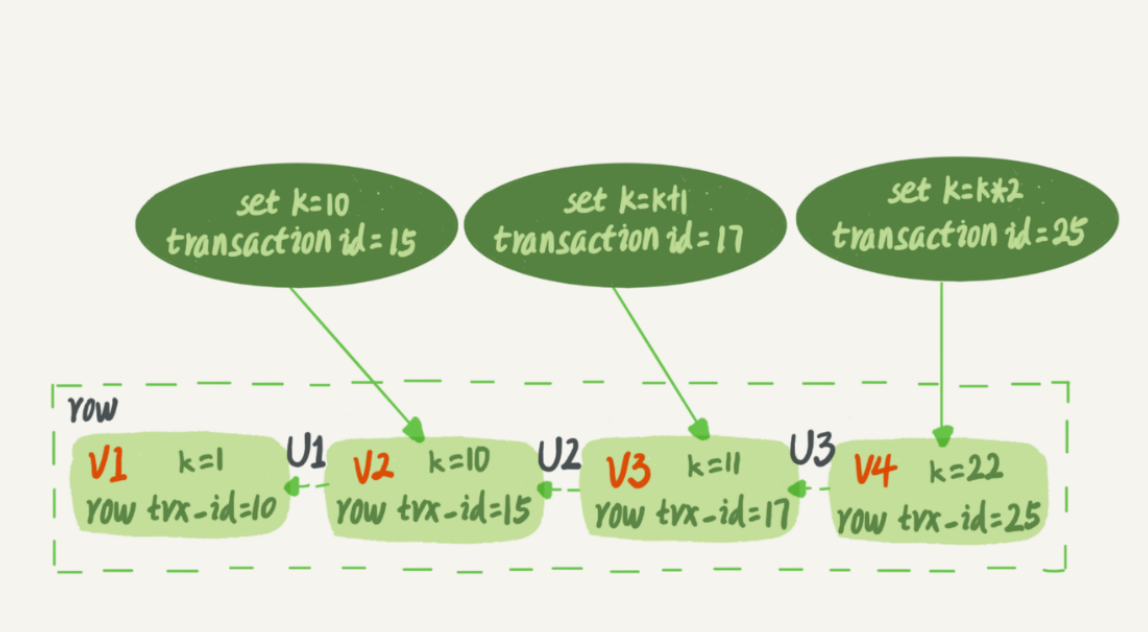 set k=10
transaction id=15
set k=k+1
transaction id=17
set k=k*2
transaction id=25
row
V1 k=1
row trx-id=10
U1
V2 k=10
row trx-id=15
U2
V3 k=11
row trx-id=17
U3
V4 k=22
row trx-id=25